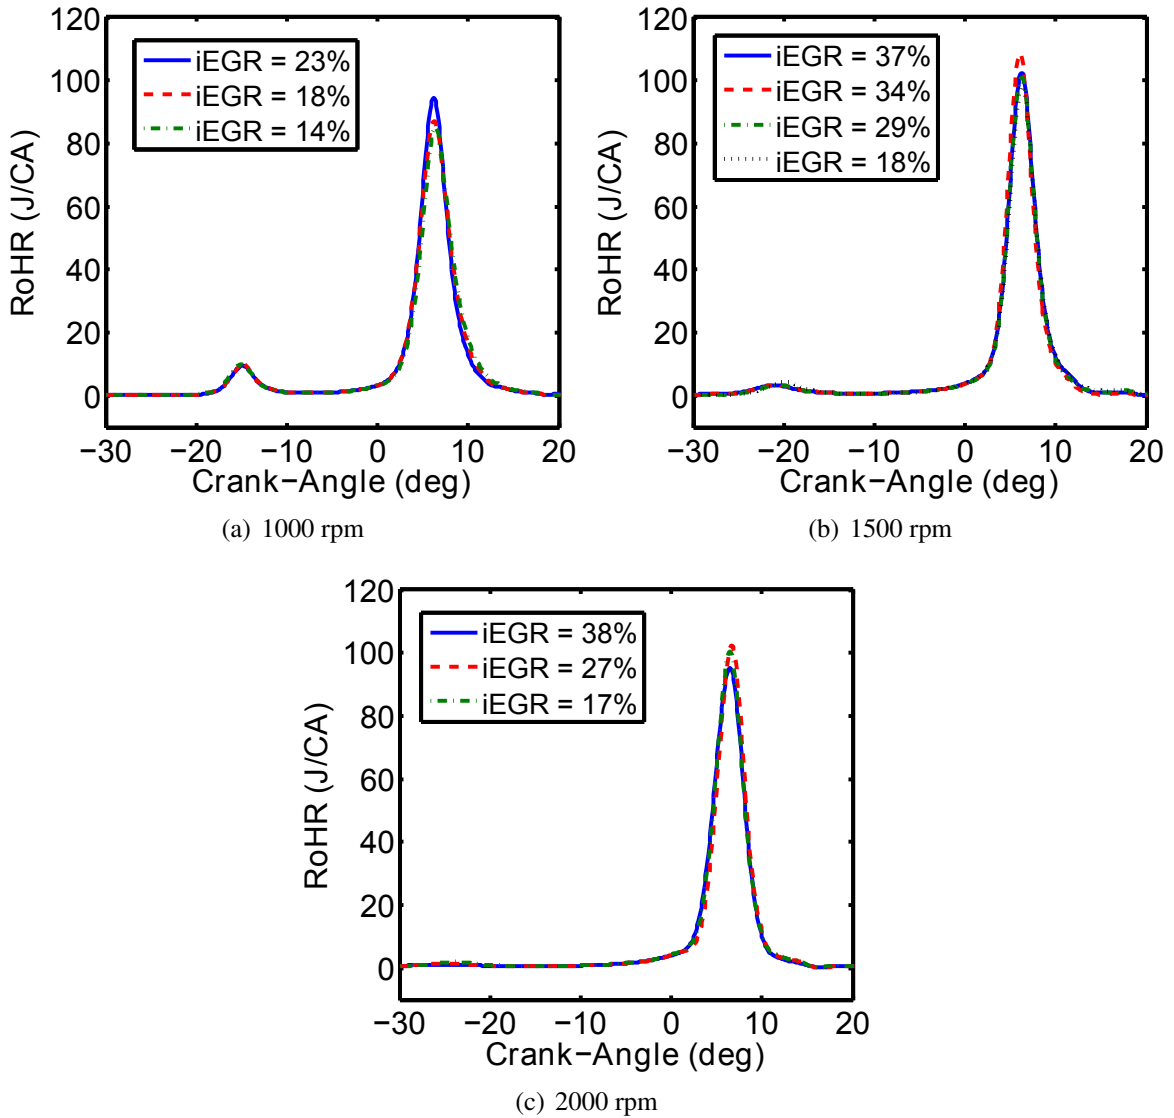 120
100
80
60
40
20
0
RoHR (J/CA)
iEGR = 23%
iEGR = 18%
iEGR = 14%
−30 −20 −10 0 10 20
Crank−Angle (deg)
(a) 1000 rpm
120
100
80
60
40
20
0
RoHR (J/CA)
iEGR = 37%
iEGR = 34%
iEGR = 29%
iEGR = 18%
−30 −20 −10 0 10 20
Crank−Angle (deg)
(b) 1500 rpm
120
100
80
60
40
20
0
RoHR (J/CA)
iEGR = 38%
iEGR = 27%
iEGR = 17%
−30 −20 −10 0 10 20
Crank−Angle (deg)
(c) 2000 rpm